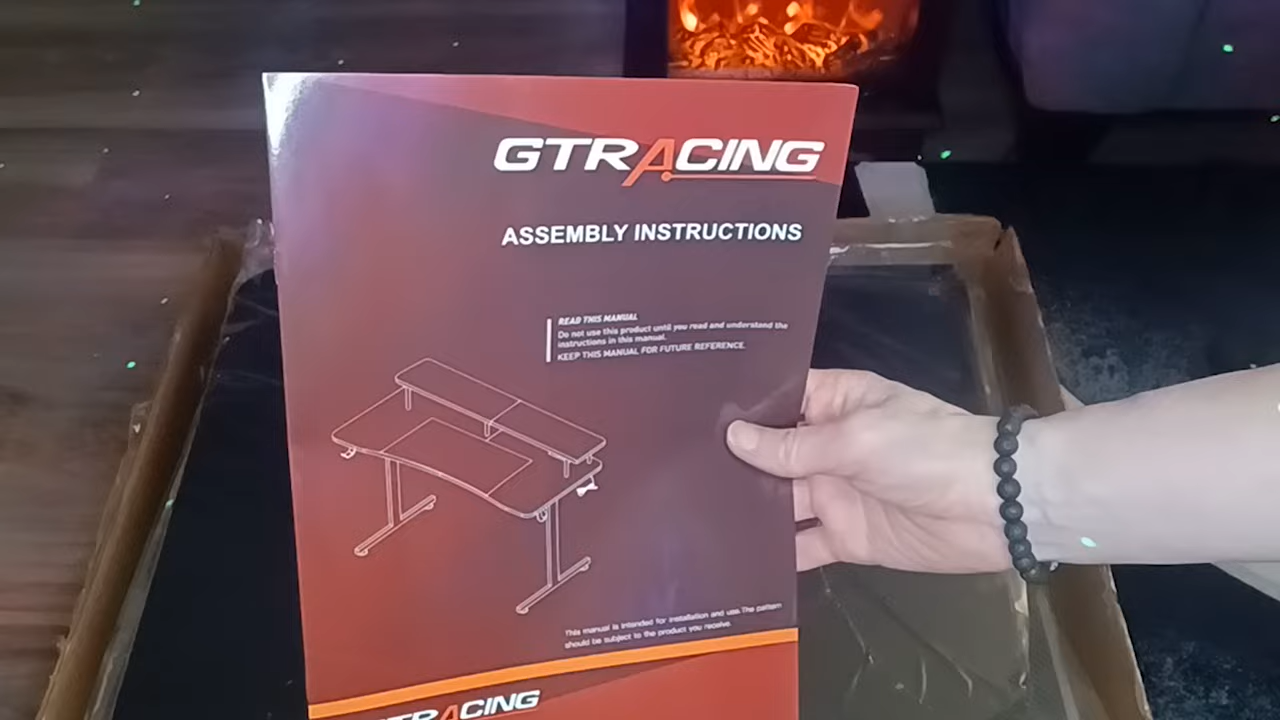 GTRACING
ASSEMBLY INSTRUCTIONS
READ THIS MANUAL
Do not use this product until you read and understand the
instructions in this manual.
KEEP THIS MANUAL FOR FUTURE REFERENCE.
This manual is intended for installation and use. The pattern
should be subject to the product you receive.
GTRACING